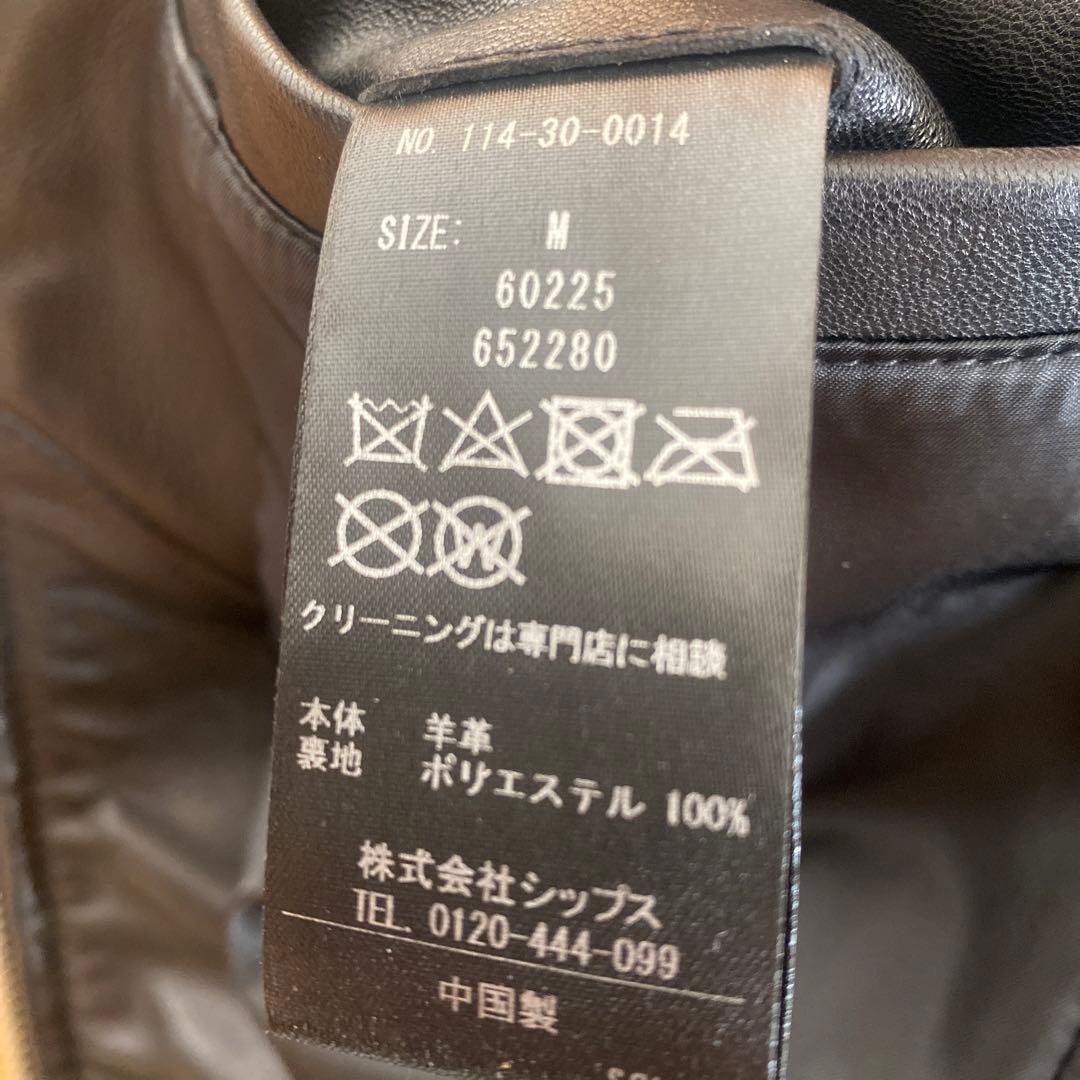 NO. 114-30-0014
SIZE: M
60225
652280
W
クリーニングは専門店に相談
本体 羊革
裏地 ポリエステル 100%
株式会社シップス
TEL. 0120-444-099
中国製